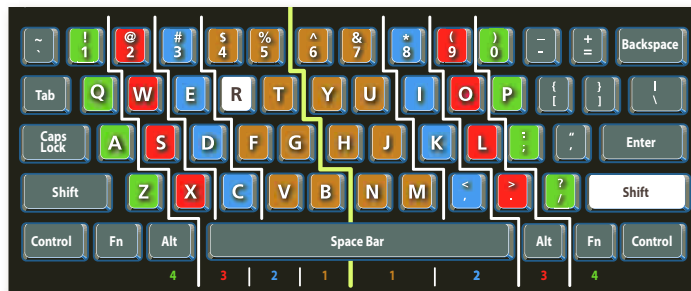 ~ ! @ # $ % ^ & * ( ) _ +
` 1 2 3 4 5 6 7 8 9 0 - = Backspace
Tab Q W E R T Y U I O P { [ } ] | \
Caps Lock A S D F G H J K L : ; " , Enter
Shift Z X C V B N M < , > . ? / Shift
Control Fn Alt Space Bar Alt Fn Control
4 3 2 1 1 2 3 4